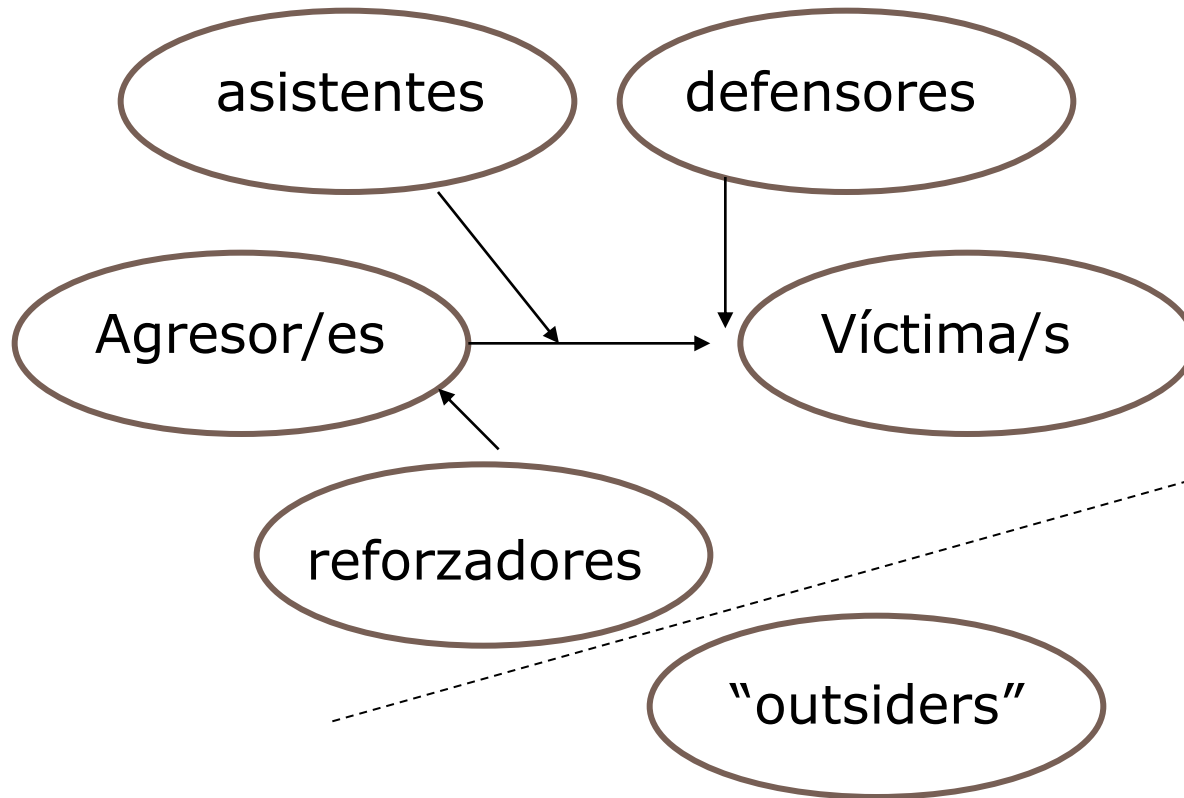 asistentes
defensores
Agresor/es
Víctima/s
reforzadores
“outsiders”